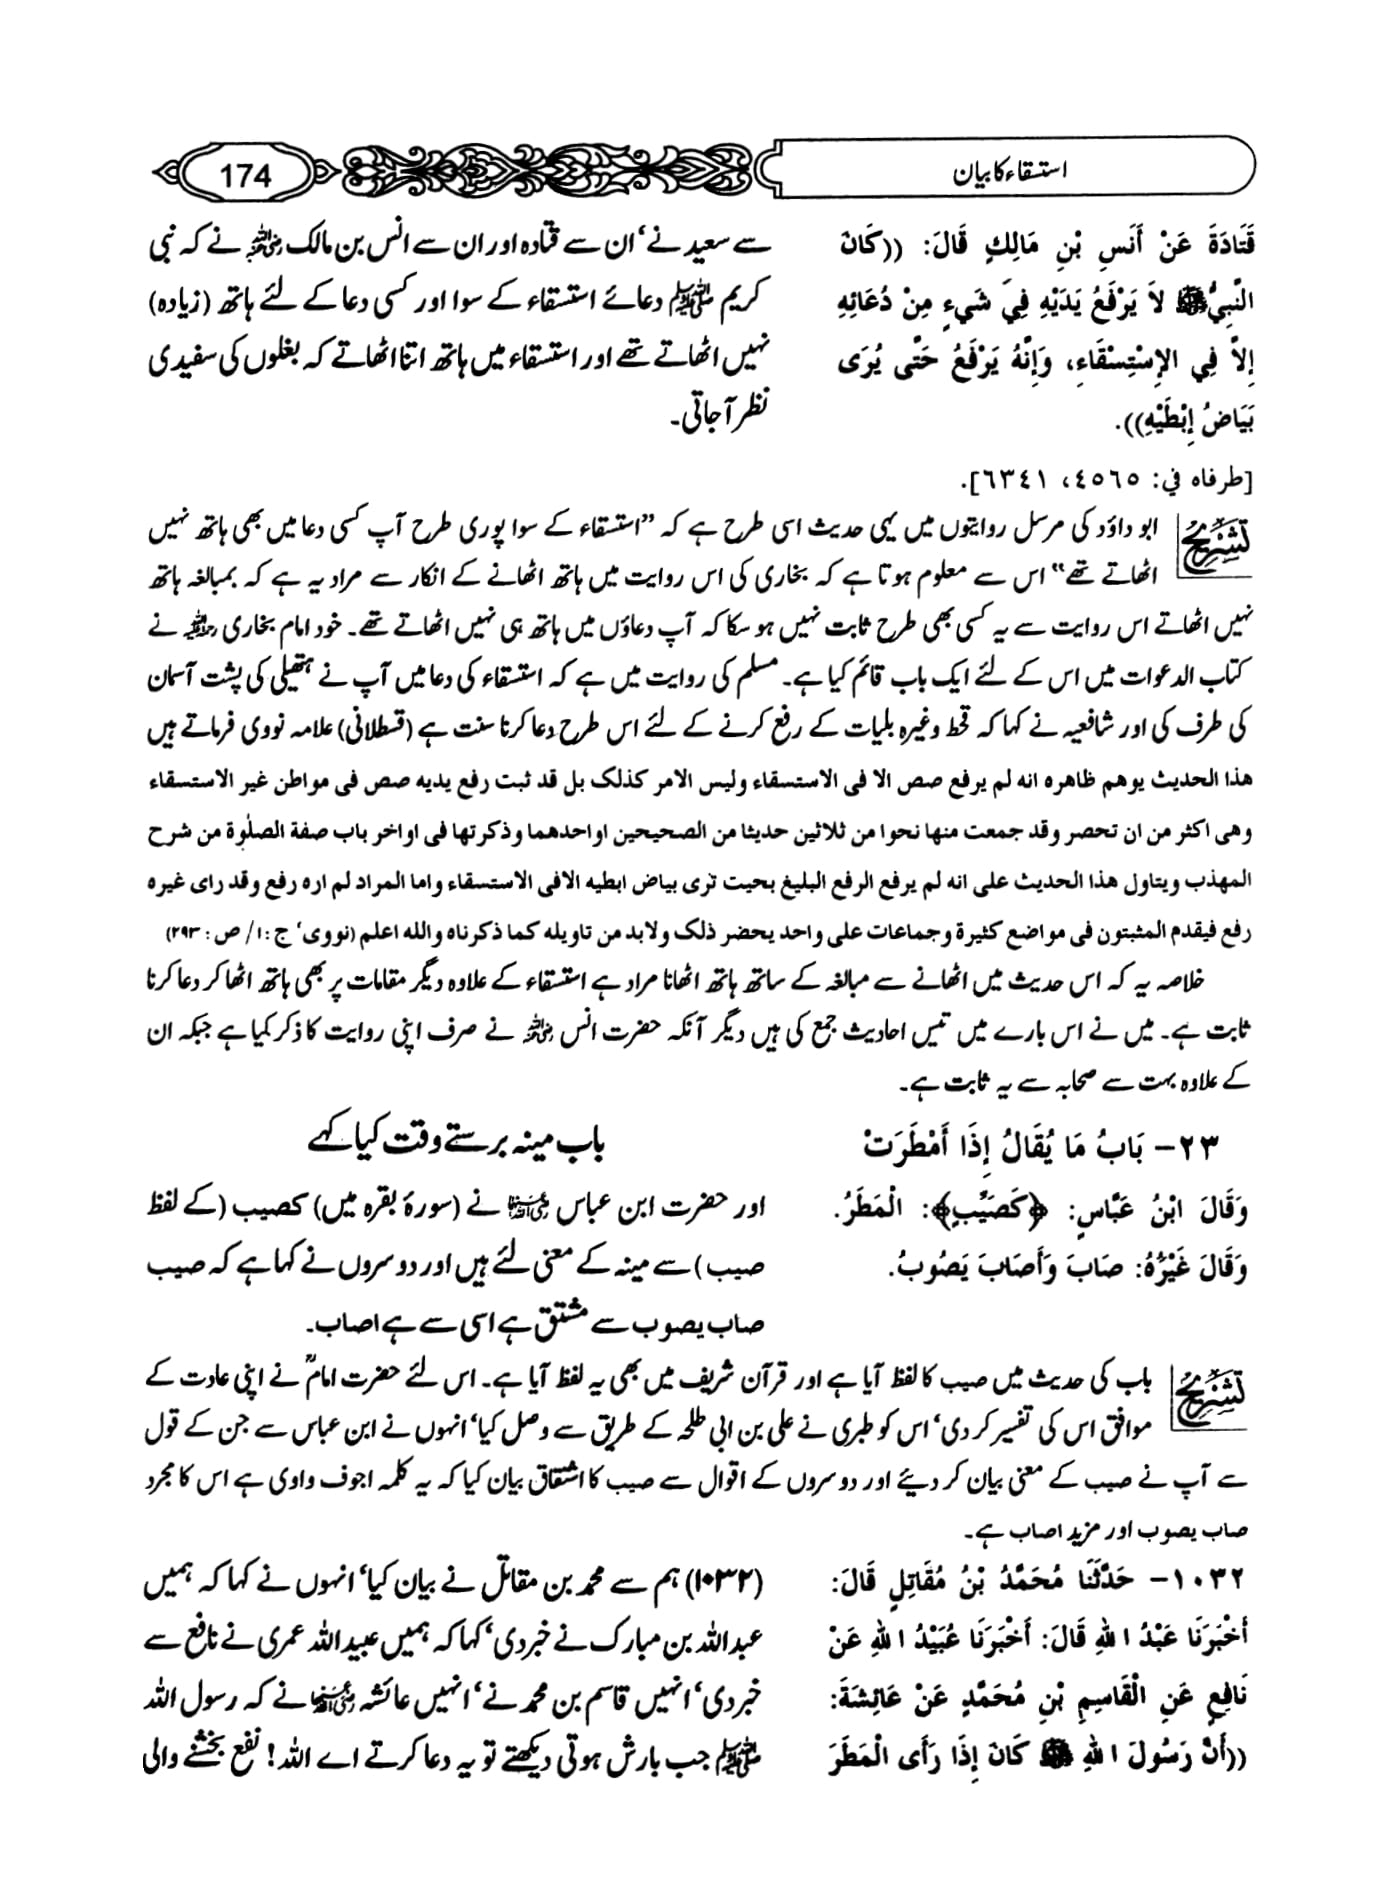 استسقاء کا بیان
174
قَتَادَةَ عَنْ أَنَسِ بْنِ مَالِكٍ قَالَ: ((كَانَ
النَّبِيُّ ﷺ لاَ يَرْفَعُ يَدَيْهِ فِي شَيْءٍ مِنْ دُعَائِهِ
إِلاَّ فِي الإِسْتِسْقَاءِ، وَإِنَّهُ يَرْفَعُ حَتَّى يُرَى
بَيَاضُ إِبْطَيْهِ)).
[طرفاه في: ٤٥٦٥، ٦٣٤١].
سے سعید نے‘ ان سے قتادہ اور ان سے انس بن مالک رضی اللہ عنہ نے کہ نبی
کریم ﷺ دعائے استسقاء کے سوا اور کسی دعا کے لئے ہاتھ (زیادہ)
نہیں اٹھاتے تھے اور استسقاء میں ہاتھ اتنا اٹھاتے کہ بغلوں کی سفیدی
نظر آجاتی۔
تشریح ابو داؤد کی مرسل روایتوں میں یہی حدیث اسی طرح ہے کہ ”استسقاء کے سوا پوری طرح آپ کسی دعا میں بھی ہاتھ نہیں
اٹھاتے تھے“ اس سے معلوم ہوتا ہے کہ بخاری کی اس روایت میں ہاتھ اٹھانے کے انکار سے مراد یہ ہے کہ بمبالغہ ہاتھ
نہیں اٹھاتے اس روایت سے یہ کسی بھی طرح ثابت نہیں ہو سکا کہ آپ دعاؤں میں ہاتھ ہی نہیں اٹھاتے تھے۔ خود امام بخاری رحمہ اللہ نے
کتاب الدعوات میں اس کے لئے ایک باب قائم کیا ہے۔ مسلم کی روایت میں ہے کہ استسقاء کی دعا میں آپ نے ہتھیلی کی پشت آسمان
کی طرف کی اور شافعیہ نے کہا کہ قحط وغیرہ بلیات کے رفع کرنے کے لئے اس طرح دعا کرنا سنت ہے (قسطلانی) علامہ نووی فرماتے ہیں
هذا الحديث يوهم ظاهره انه لم يرفع صص الا فى الاستسقاء وليس الامر كذلك بل قد ثبت رفع يديه صص فى مواطن غير الاستسقاء
وهى اكثر من ان تحصر وقد جمعت منها نحوا من ثلاثين حديثا من الصحيحين او احدهما وذكرتها فى اواخر باب صفة الصلوٰة من شرح
المهذب ويتاول هذا الحديث على انه لم يرفع الرفع البليغ بحيث ترى بياض ابطيه الا فى الاستسقاء واما المراد لم اره رفع وقد راى غيره
رفع فيقدم المثبتون فى مواضع كثيرة وجماعات على واحد يحضر ذلك ولابد من تاويله كما ذكرناه والله اعلم (نووی‘ ج :۱/ ص : ۲۹۳)
خلاصہ یہ کہ اس حدیث میں اٹھانے سے مبالغہ کے ساتھ ہاتھ اٹھانا مراد ہے استسقاء کے علاوہ دیگر مقامات پر بھی ہاتھ اٹھا کر دعا کرنا
ثابت ہے۔ میں نے اس بارے میں تیس احادیث جمع کی ہیں دیگر آنکہ حضرت انس رضی اللہ عنہ نے صرف اپنی روایت کا ذکر کیا ہے جبکہ ان
کے علاوہ بہت سے صحابہ سے یہ ثابت ہے۔
٢٣- بَابُ مَا يُقَالُ إِذَا أَمْطَرَتْ
وَقَالَ ابْنُ عَبَّاسٍ: ﴿كَصَيِّبٍ﴾: الْمَطَرُ.
وَقَالَ غَيْرُهُ: صَابَ وَأَصَابَ يَصُوبُ.
باب مینہ برستے وقت کیا کہے
اور حضرت ابن عباس رضی اللہ عنہما نے (سورۂ بقرہ میں) کصیب (کے لفظ
صیب) سے مینہ کے معنی لئے ہیں اور دوسروں نے کہا ہے کہ صیب
صاب یصوب سے مشتق ہے اسی سے ہے اصاب۔
تشریح باب کی حدیث میں صیب کا لفظ آیا ہے اور قرآن شریف میں بھی یہ لفظ آیا ہے۔ اس لئے حضرت امامؒ نے اپنی عادت کے
موافق اس کی تفسیر کر دی‘ اس کو طبری نے علی بن ابی طلحہ کے طریق سے وصل کیا‘ انہوں نے ابن عباس سے جن کے قول
سے آپ نے صیب کے معنی بیان کر دیئے اور دوسروں کے اقوال سے صیب کا اشتقاق بیان کیا کہ یہ کلمہ اجوف واوی ہے اس کا مجرد
صاب یصوب اور مزید اصاب ہے۔
١٠٣٢- حَدَّثَنَا مُحَمَّدُ بْنُ مُقَاتِلٍ قَالَ:
أَخْبَرَنَا عَبْدُ اللهِ قَالَ: أَخْبَرَنَا عُبَيْدُ اللهِ عَنْ
نَافِعٍ عَنِ الْقَاسِمِ بْنِ مُحَمَّدٍ عَنْ عَائِشَةَ:
((أَنَّ رَسُولَ اللهِ ﷺ كَانَ إِذَا رَأَى الْمَطَرَ
(۱۰۳۲) ہم سے محمد بن مقاتل نے بیان کیا‘ انہوں نے کہا کہ ہمیں
عبداللہ بن مبارک نے خبر دی‘ کہا کہ ہمیں عبیداللہ عمری نے نافع سے
خبر دی‘ انہیں قاسم بن محمد نے‘ انہیں عائشہ رضی اللہ عنہا نے کہ رسول اللہ
ﷺ جب بارش ہوتی دیکھتے تو یہ دعا کرتے اے اللہ! نفع بخشنے والی